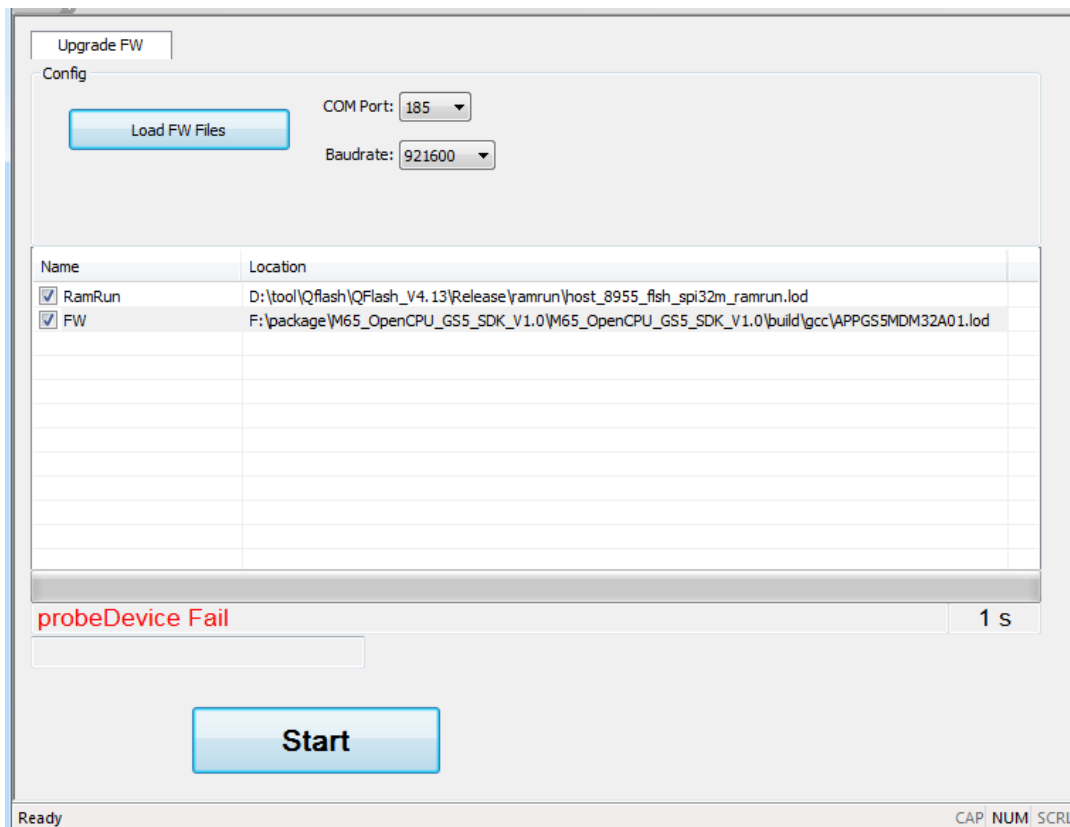 Upgrade FW
Config
Load FW Files
COM Port: 185
Baudrate: 921600
Name Location
RamRun D:\tool\Qflash\QFlash_V4.13\Release\ramrun\host_8955_flsh_spi32m_ramrun.lod
FW F:\package\M65_OpenCPU_GS5_SDK_V1.0\M65_OpenCPU_GS5_SDK_V1.0\build\gcc\APPGS5MDM32A01.lod
probeDevice Fail 1 s
Start
Ready CAP NUM SCRL